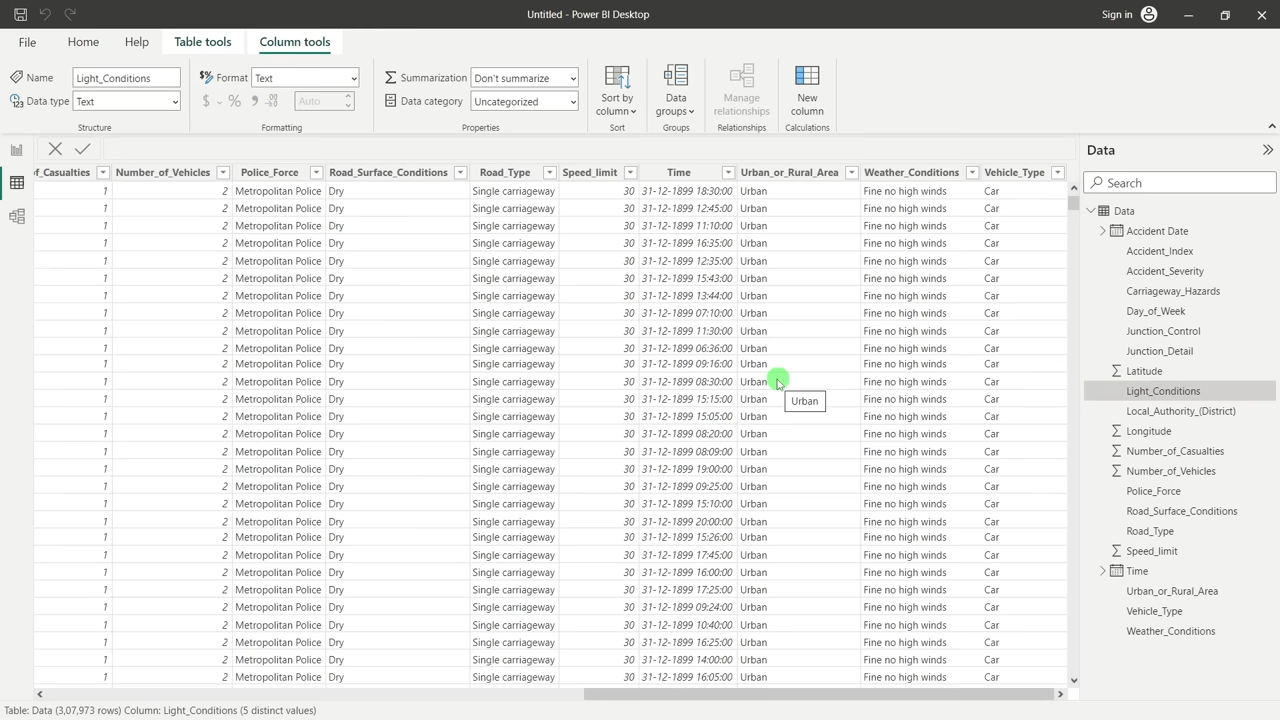 Untitled - Power BI Desktop
Sign in
File Home Help Table tools Column tools
Name Light_Conditions
Data type Text
Structure
Format Text
$ % Auto
Formatting
Summarization Don't summarize
Data category Uncategorized
Properties
Sort by
column
Sort
Data
groups
Groups
Manage
relationships
Relationships
New
column
Calculations
of_Casualties Number_of_Vehicles Police_Force Road_Surface_Conditions Road_Type Speed_limit Time Urban_or_Rural_Area Weather_Conditions Vehicle_Type
1 2 Metropolitan Police Dry Single carriageway 30 31-12-1899 18:30:00 Urban Fine no high winds Car
1 2 Metropolitan Police Dry Single carriageway 30 31-12-1899 12:45:00 Urban Fine no high winds Car
1 2 Metropolitan Police Dry Single carriageway 30 31-12-1899 11:10:00 Urban Fine no high winds Car
1 2 Metropolitan Police Dry Single carriageway 30 31-12-1899 16:35:00 Urban Fine no high winds Car
1 2 Metropolitan Police Dry Single carriageway 30 31-12-1899 12:35:00 Urban Fine no high winds Car
1 2 Metropolitan Police Dry Single carriageway 30 31-12-1899 15:43:00 Urban Fine no high winds Car
1 2 Metropolitan Police Dry Single carriageway 30 31-12-1899 13:44:00 Urban Fine no high winds Car
1 2 Metropolitan Police Dry Single carriageway 30 31-12-1899 07:10:00 Urban Fine no high winds Car
1 2 Metropolitan Police Dry Single carriageway 30 31-12-1899 11:30:00 Urban Fine no high winds Car
1 2 Metropolitan Police Dry Single carriageway 30 31-12-1899 06:36:00 Urban Fine no high winds Car
1 2 Metropolitan Police Dry Single carriageway 30 31-12-1899 09:16:00 Urban Fine no high winds Car
1 2 Metropolitan Police Dry Single carriageway 30 31-12-1899 08:30:00 Urban Fine no high winds Car
1 2 Metropolitan Police Dry Single carriageway 30 31-12-1899 15:15:00 Urban Fine no high winds Car
Urban
1 2 Metropolitan Police Dry Single carriageway 30 31-12-1899 15:05:00 Urban Fine no high winds Car
1 2 Metropolitan Police Dry Single carriageway 30 31-12-1899 08:20:00 Urban Fine no high winds Car
1 2 Metropolitan Police Dry Single carriageway 30 31-12-1899 08:09:00 Urban Fine no high winds Car
1 2 Metropolitan Police Dry Single carriageway 30 31-12-1899 19:00:00 Urban Fine no high winds Car
1 2 Metropolitan Police Dry Single carriageway 30 31-12-1899 09:25:00 Urban Fine no high winds Car
1 2 Metropolitan Police Dry Single carriageway 30 31-12-1899 15:10:00 Urban Fine no high winds Car
1 2 Metropolitan Police Dry Single carriageway 30 31-12-1899 20:00:00 Urban Fine no high winds Car
1 2 Metropolitan Police Dry Single carriageway 30 31-12-1899 15:26:00 Urban Fine no high winds Car
1 2 Metropolitan Police Dry Single carriageway 30 31-12-1899 17:45:00 Urban Fine no high winds Car
1 2 Metropolitan Police Dry Single carriageway 30 31-12-1899 16:00:00 Urban Fine no high winds Car
1 2 Metropolitan Police Dry Single carriageway 30 31-12-1899 17:25:00 Urban Fine no high winds Car
1 2 Metropolitan Police Dry Single carriageway 30 31-12-1899 09:24:00 Urban Fine no high winds Car
1 2 Metropolitan Police Dry Single carriageway 30 31-12-1899 10:40:00 Urban Fine no high winds Car
1 2 Metropolitan Police Dry Single carriageway 30 31-12-1899 16:25:00 Urban Fine no high winds Car
1 2 Metropolitan Police Dry Single carriageway 30 31-12-1899 14:00:00 Urban Fine no high winds Car
1 2 Metropolitan Police Dry Single carriageway 30 31-12-1899 16:05:00 Urban Fine no high winds Car
Data
Search
Data
Accident Date
Accident_Index
Accident_Severity
Carriageway_Hazards
Day_of_Week
Junction_Control
Junction_Detail
Latitude
Light_Conditions
Local_Authority_(District)
Longitude
Number_of_Casualties
Number_of_Vehicles
Police_Force
Road_Surface_Conditions
Road_Type
Speed_limit
Time
Urban_or_Rural_Area
Vehicle_Type
Weather_Conditions
Table: Data (3,07,973 rows) Column: Light_Conditions (5 distinct values)